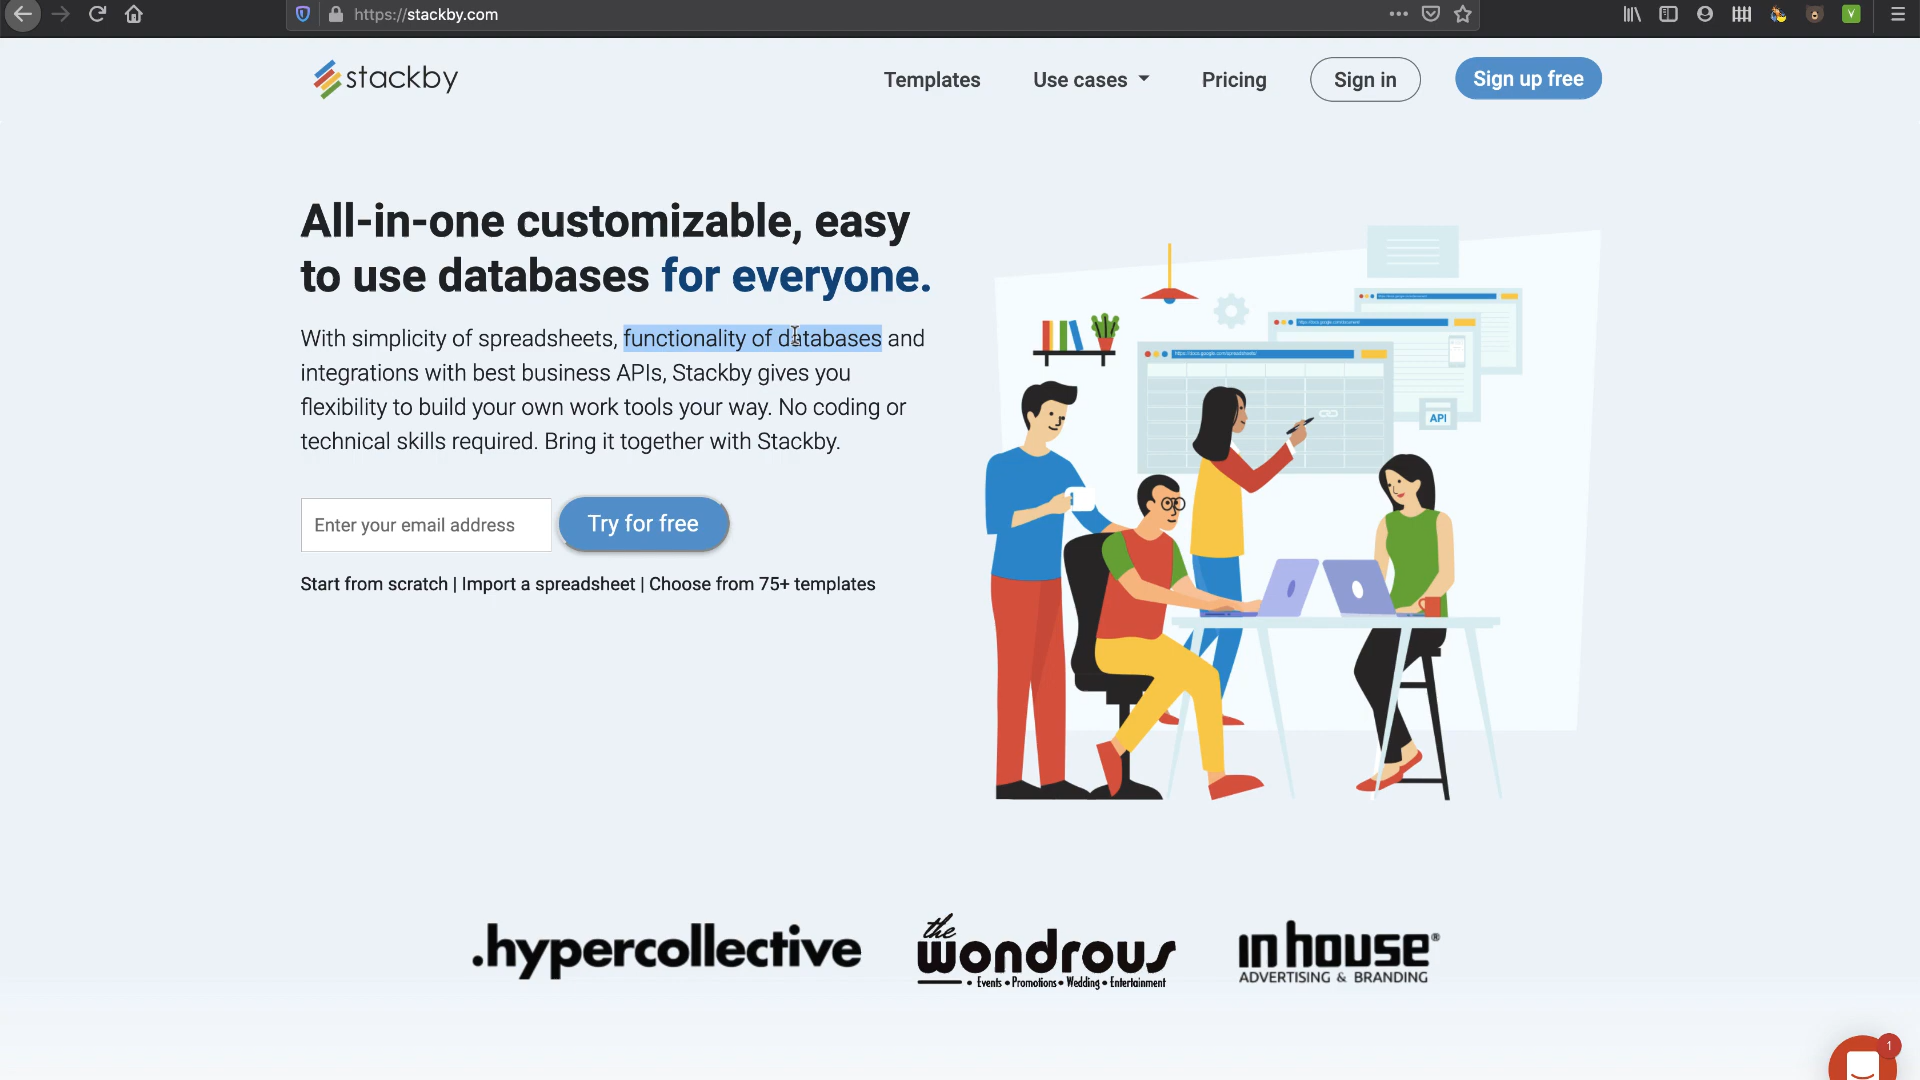 https://stackby.com
stackby
Templates
Use cases
Pricing
Sign in
Sign up free
All-in-one customizable, easy
to use databases for everyone.
With simplicity of spreadsheets, functionality of databases and
integrations with best business APIs, Stackby gives you
flexibility to build your own work tools your way. No coding or
technical skills required. Bring it together with Stackby.
Enter your email address
Try for free
Start from scratch | Import a spreadsheet | Choose from 75+ templates
API
.hypercollective
the
wondrous
• Events • Promotions • Wedding • Entertainment
in house®
ADVERTISING & BRANDING
1